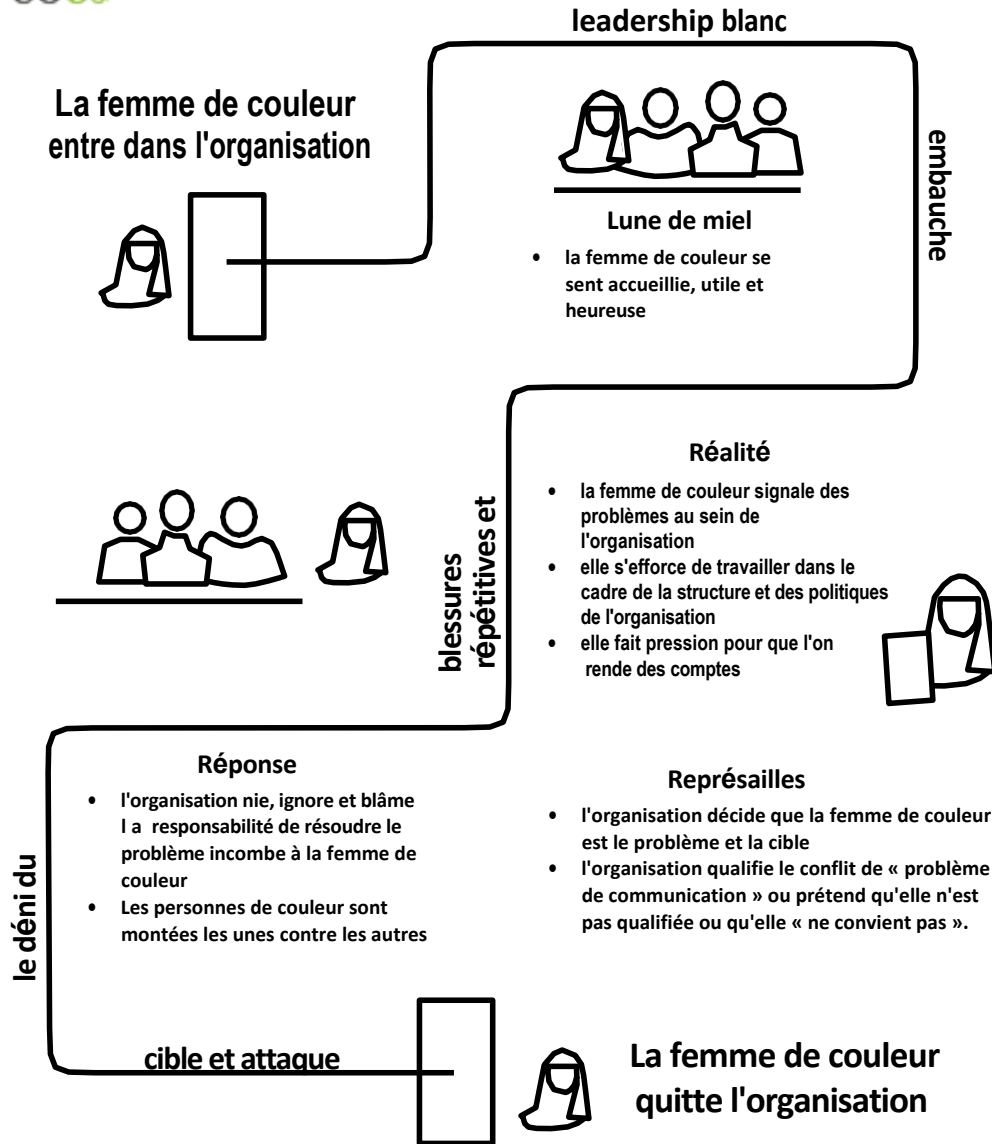 leadership blanc
La femme de couleur
entre dans l'organisation
embauche
Lune de miel
• la femme de couleur se
sent accueillie, utile et
heureuse
blessures
répétitives et
Réalité
• la femme de couleur signale des
problèmes au sein de
l'organisation
• elle s'efforce de travailler dans le
cadre de la structure et des politiques
de l'organisation
• elle fait pression pour que l'on
rende des comptes
le déni du
Réponse
• l'organisation nie, ignore et blâme
l a responsabilité de résoudre le
problème incombe à la femme de
couleur
• Les personnes de couleur sont
montées les unes contre les autres
Représailles
• l'organisation décide que la femme de couleur
est le problème et la cible
• l'organisation qualifie le conflit de « problème
de communication » ou prétend qu'elle n'est
pas qualifiée ou qu'elle « ne convient pas ».
cible et attaque
La femme de couleur
quitte l'organisation